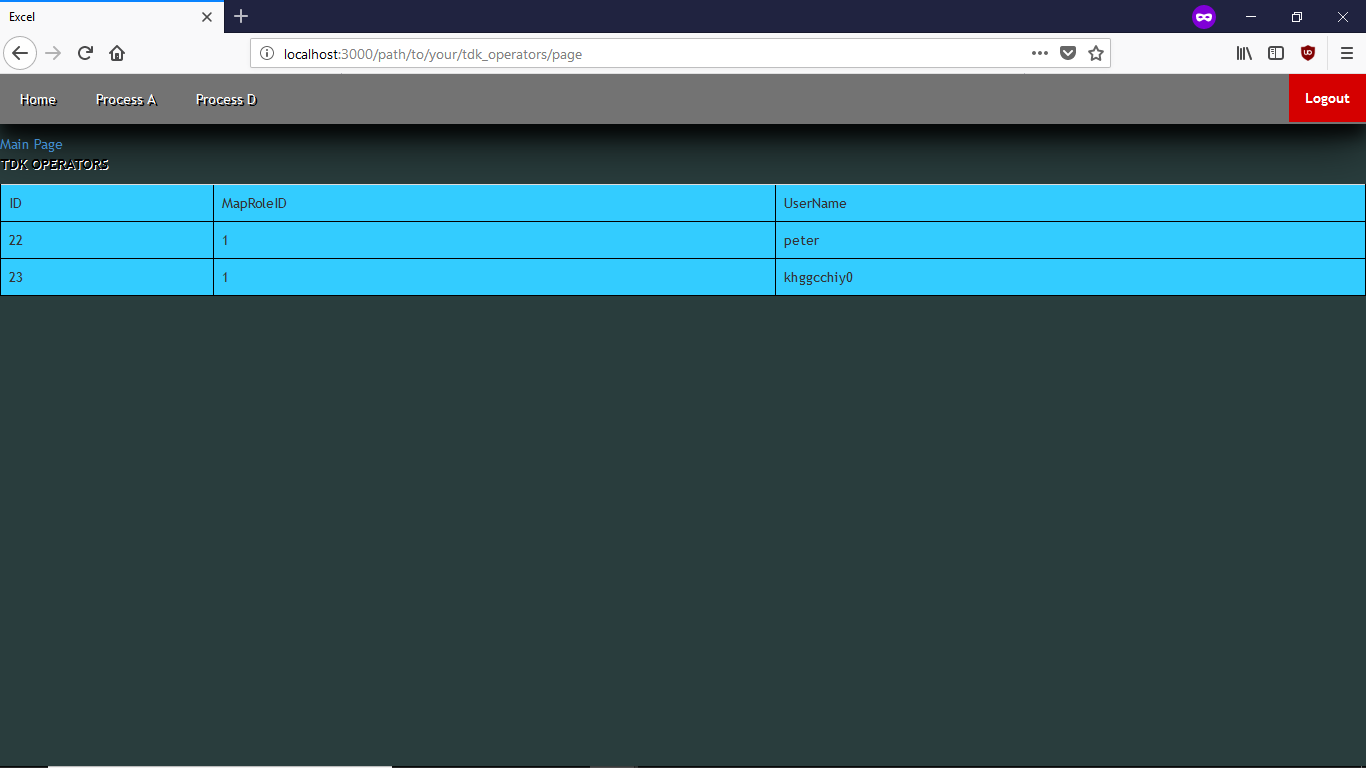 Excel
localhost:3000/path/to/your/tdk_operators/page
Home Process A Process D Logout
Main Page
TDK OPERATORS
ID MapRoleID UserName
22 1 peter
23 1 khggcchiy0